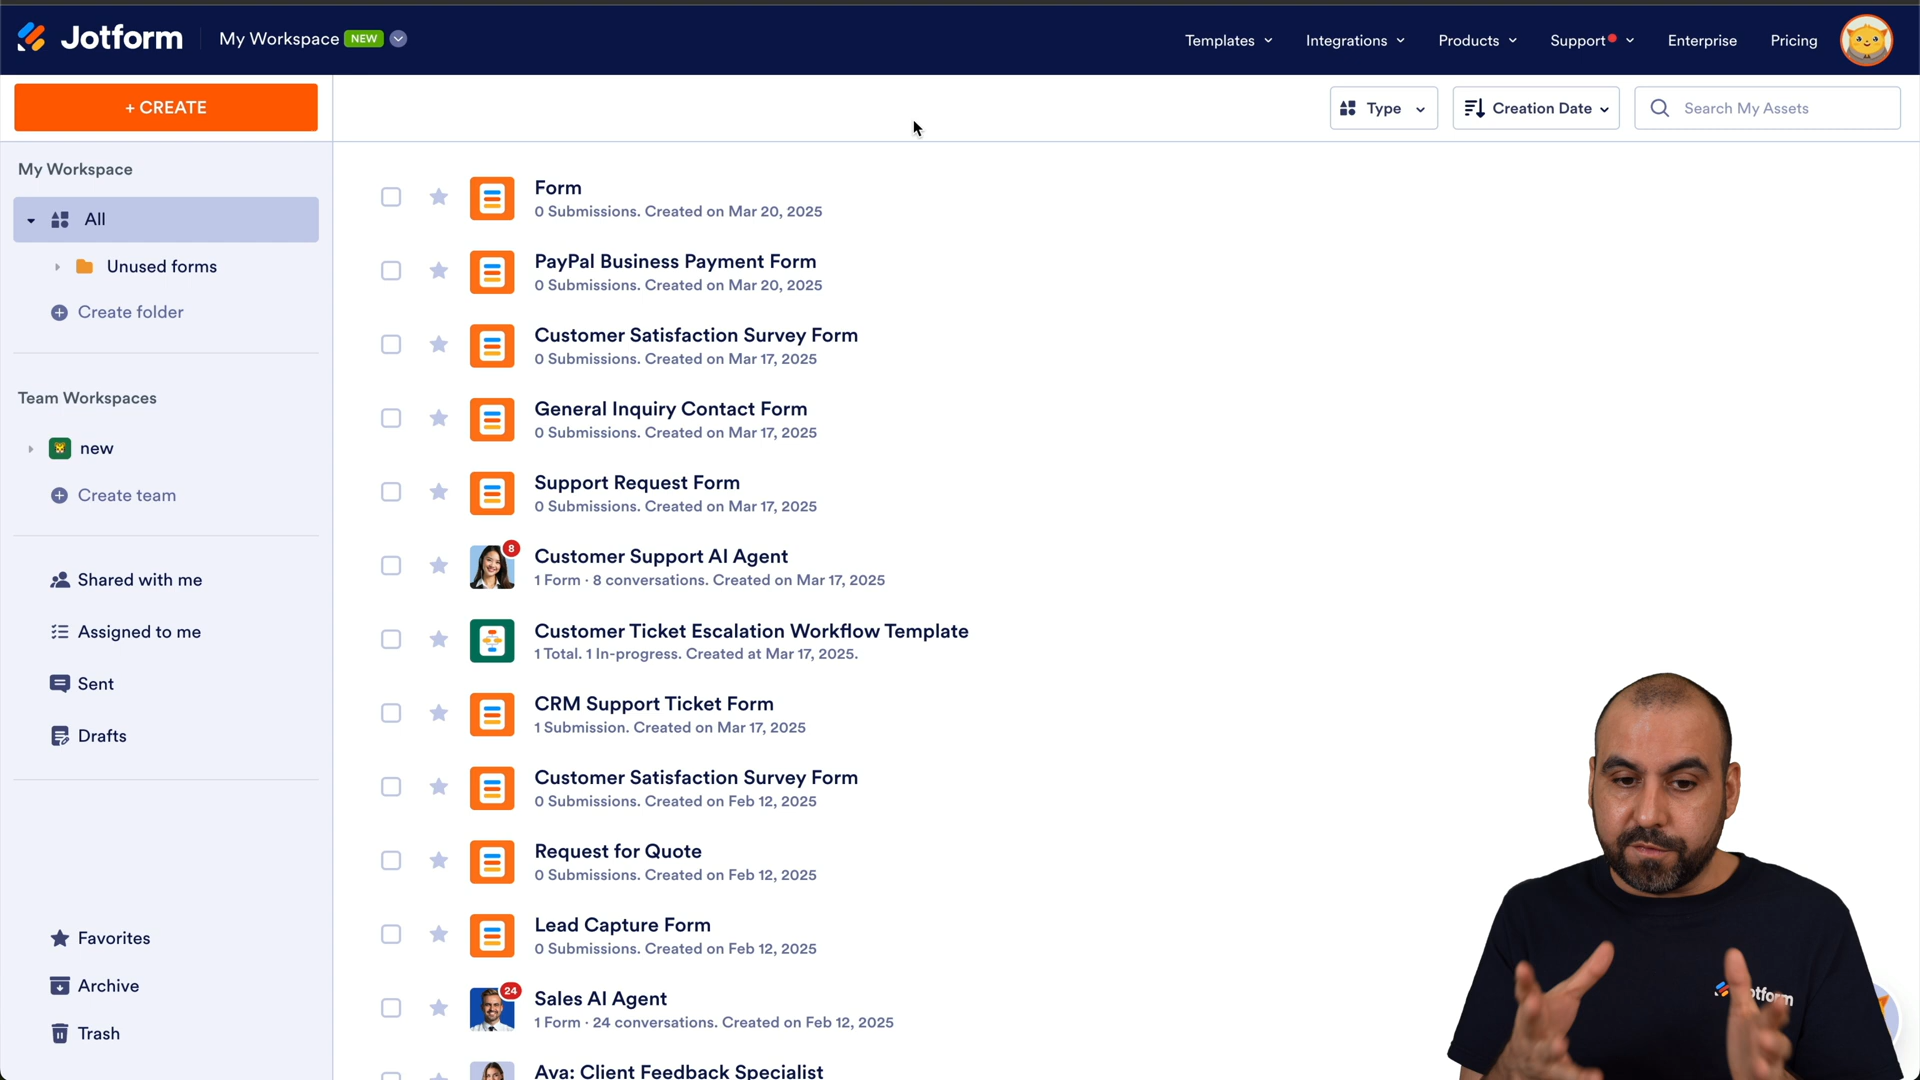 Jotform
My Workspace NEW
Templates
Integrations
Products
Support
Enterprise
Pricing
+ CREATE
Type
Creation Date
Search My Assets
My Workspace
All
Unused forms
Create folder
Team Workspaces
new
Create team
Shared with me
Assigned to me
Sent
Drafts
Favorites
Archive
Trash
Form
0 Submissions. Created on Mar 20, 2025
PayPal Business Payment Form
0 Submissions. Created on Mar 20, 2025
Customer Satisfaction Survey Form
0 Submissions. Created on Mar 17, 2025
General Inquiry Contact Form
0 Submissions. Created on Mar 17, 2025
Support Request Form
0 Submissions. Created on Mar 17, 2025
8
Customer Support AI Agent
1 Form · 8 conversations. Created on Mar 17, 2025
Customer Ticket Escalation Workflow Template
1 Total. 1 In-progress. Created at Mar 17, 2025.
CRM Support Ticket Form
1 Submission. Created on Mar 17, 2025
Customer Satisfaction Survey Form
0 Submissions. Created on Feb 12, 2025
Request for Quote
0 Submissions. Created on Feb 12, 2025
Lead Capture Form
0 Submissions. Created on Feb 12, 2025
24
Sales AI Agent
1 Form · 24 conversations. Created on Feb 12, 2025
Ava: Client Feedback Specialist